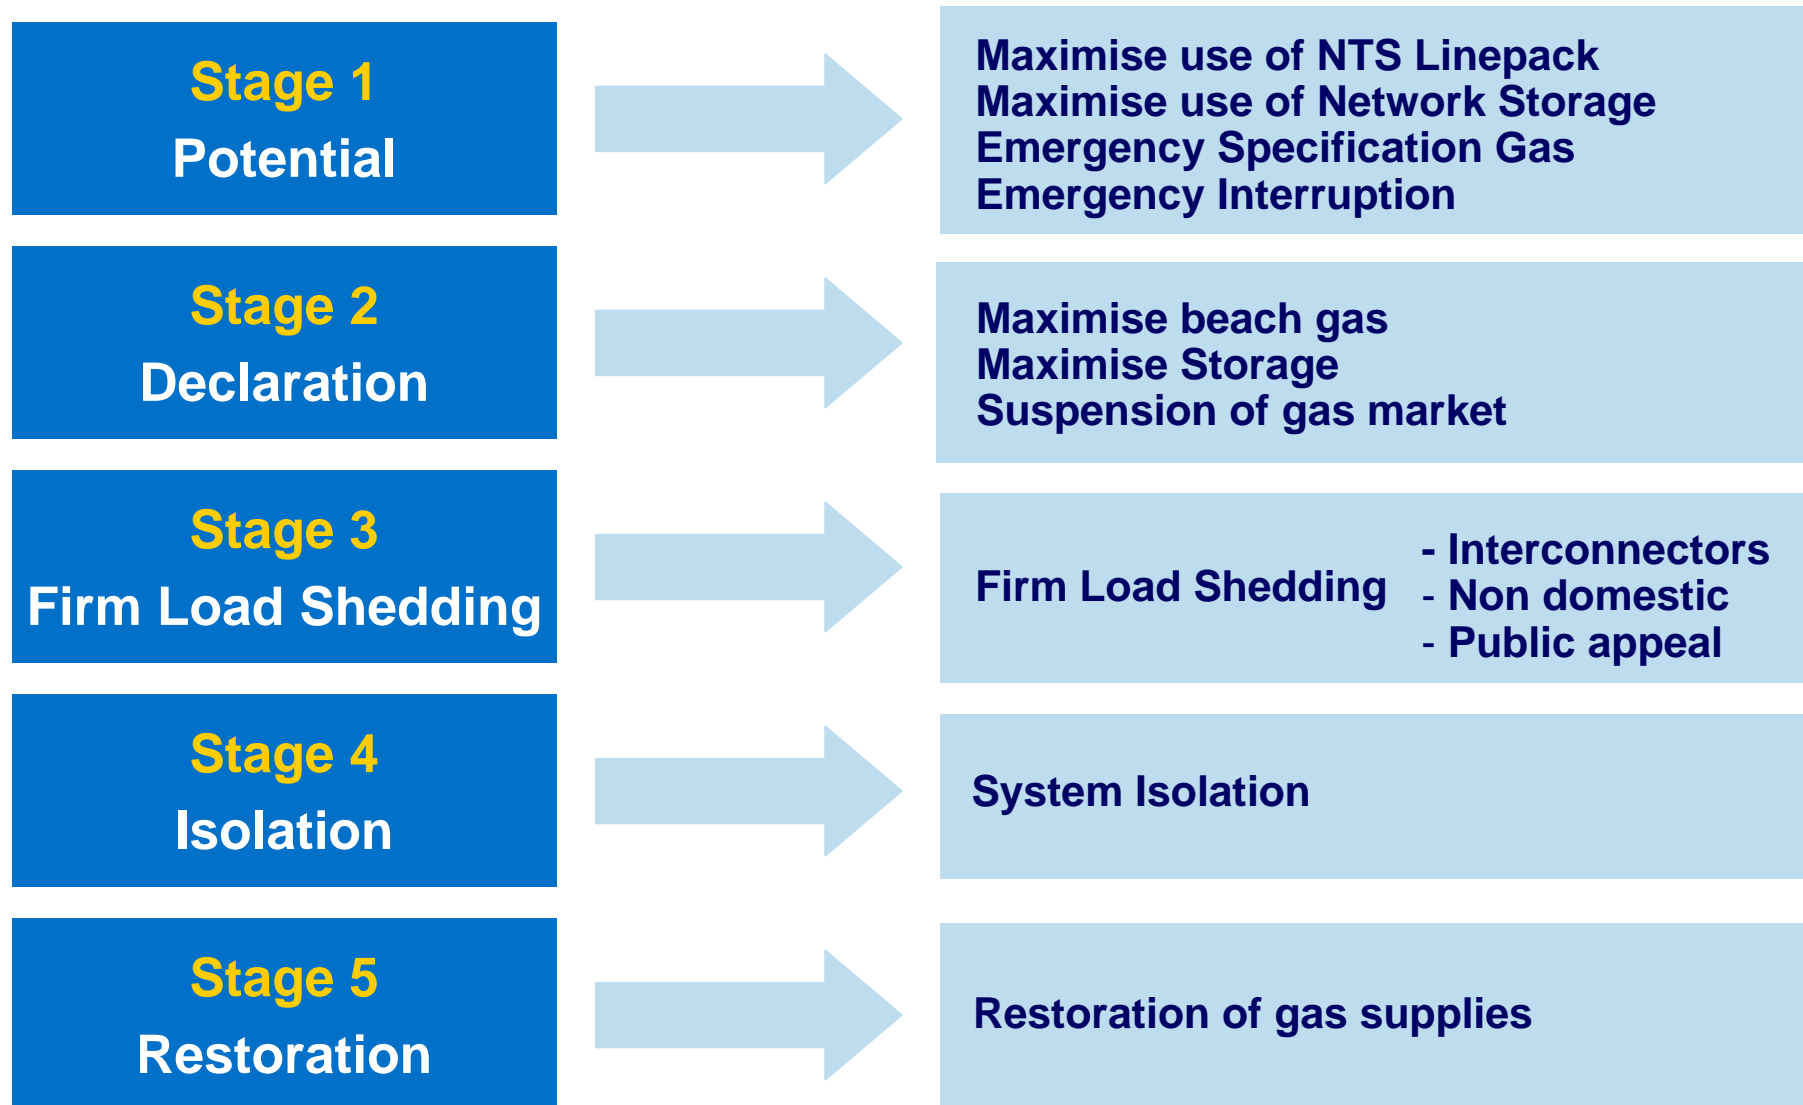 Stage 1
Potential
Maximise use of NTS Linepack
Maximise use of Network Storage
Emergency Specification Gas
Emergency Interruption
Stage 2
Declaration
Maximise beach gas
Maximise Storage
Suspension of gas market
Stage 3
Firm Load Shedding
Firm Load Shedding
- Interconnectors
- Non domestic
- Public appeal
Stage 4
Isolation
System Isolation
Stage 5
Restoration
Restoration of gas supplies